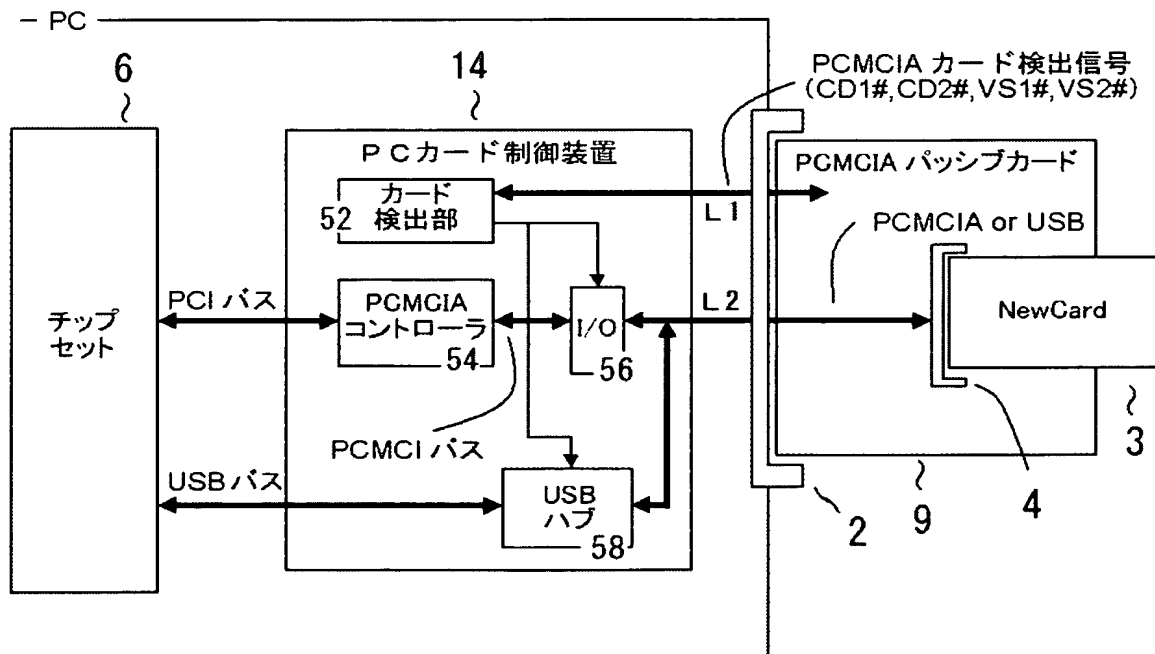 PC
6
14
PCMCIA カード検出信号
(CD1#,CD2#,VS1#,VS2#)
PCカード制御装置
PCMCIA パッシブカード
カード
検出部
52
L1
PCMCIA or USB
PCI バス
PCMCIA
コントローラ
54
I/O
56
L2
NewCard
チップ
セット
PCMCI バス
3
USB バス
USB
ハブ
58
2
9
4